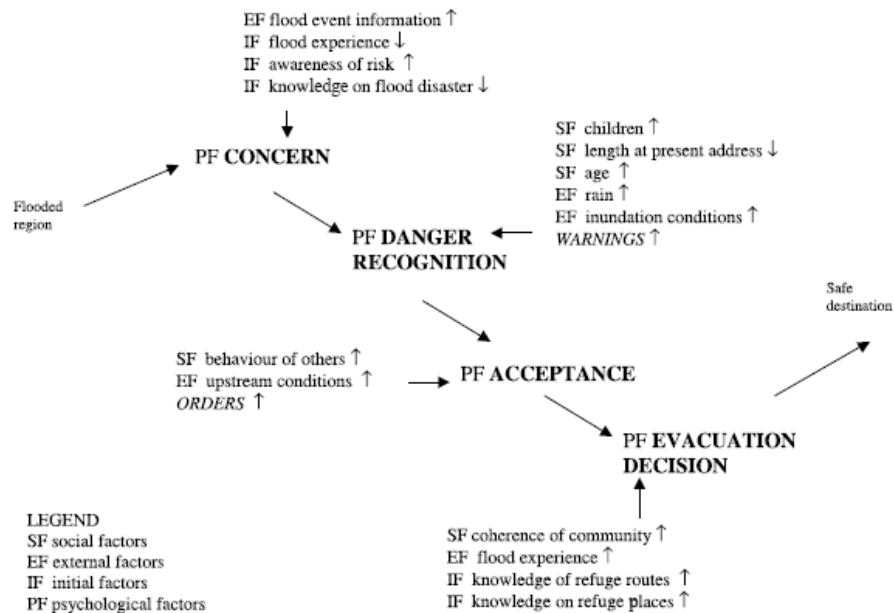 EF flood event information ↑
IF flood experience ↓
IF awareness of risk ↑
IF knowledge on flood disaster ↓
PF CONCERN
SF children ↑
SF length at present address ↓
SF age ↑
EF rain ↑
EF inundation conditions ↑
WARNINGS ↑
Flooded
region
PF DANGER
RECOGNITION
Safe
destination
SF behaviour of others ↑
EF upstream conditions ↑
ORDERS ↑
PF ACCEPTANCE
PF EVACUATION
DECISION
SF coherence of community ↑
EF flood experience ↑
IF knowledge of refuge routes ↑
IF knowledge on refuge places ↑
LEGEND
SF social factors
EF external factors
IF initial factors
PF psychological factors